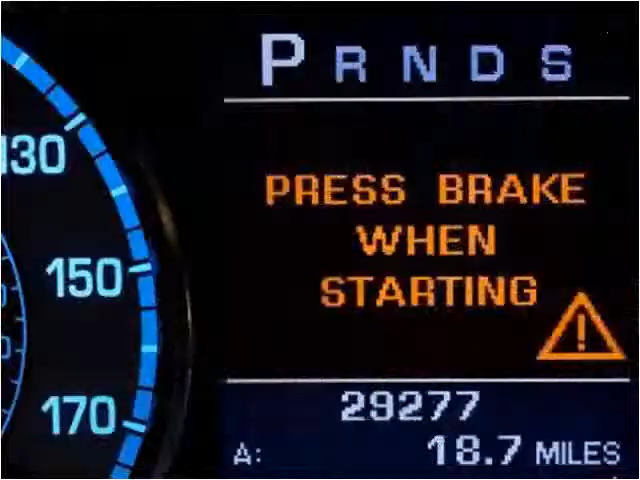 P R N D S
130
PRESS BRAKE
WHEN
150
STARTING
170
29277
A: 18.7 MILES